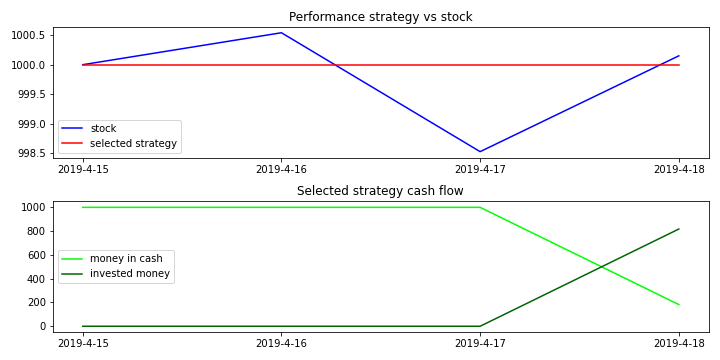 Performance strategy vs stock
1000.5
1000.0
999.5
999.0
998.5
stock
selected strategy
2019-4-15 2019-4-16 2019-4-17 2019-4-18
Selected strategy cash flow
1000
800
600
400
200
0
money in cash
invested money
2019-4-15 2019-4-16 2019-4-17 2019-4-18